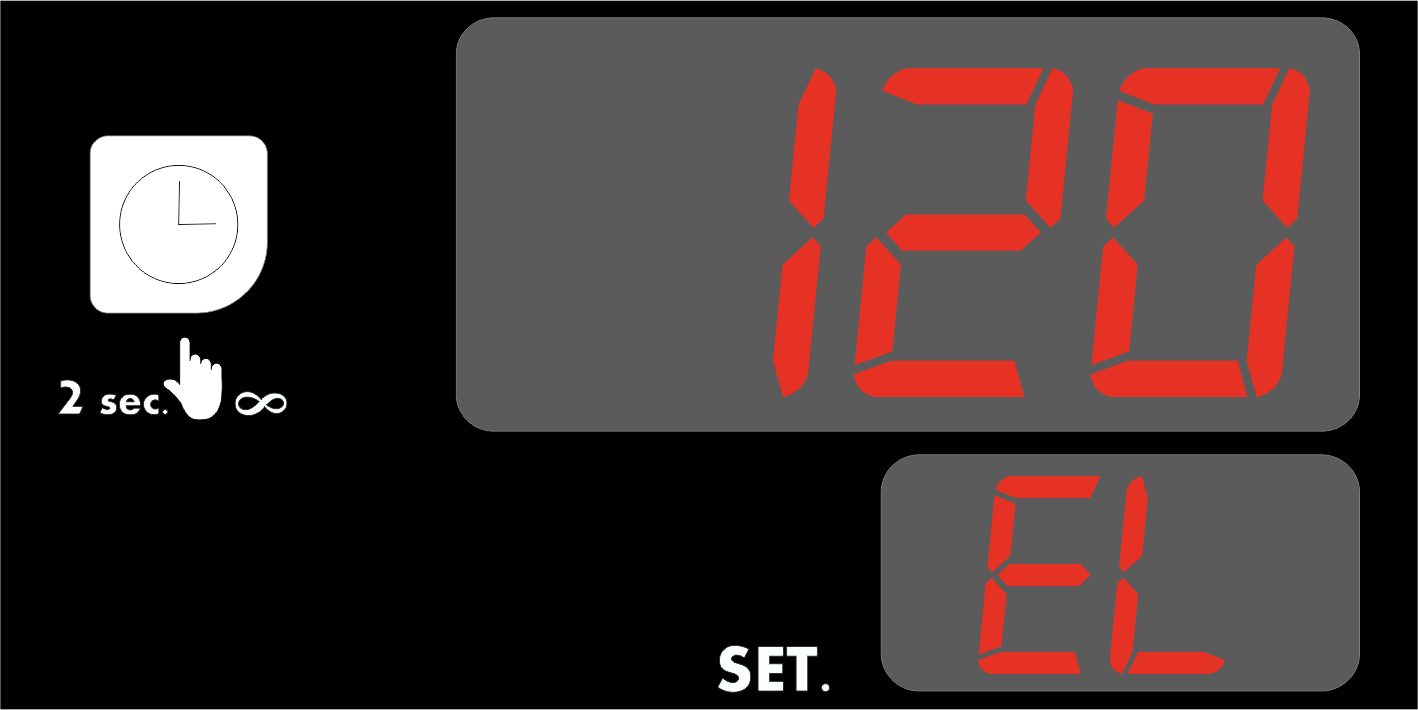 120
2 sec. ∞
SET. EL